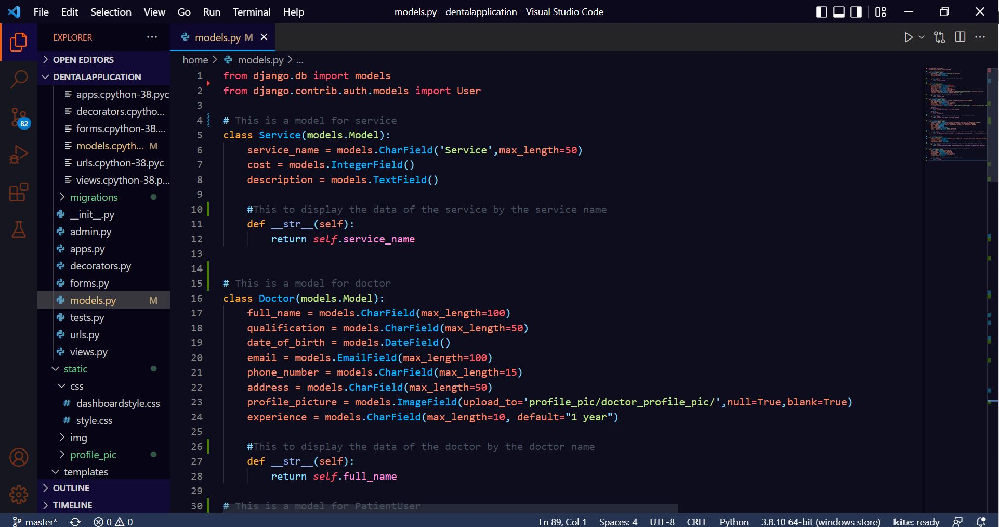 File Edit Selection View Go Run Terminal Help models.py - dentalapplication - Visual Studio Code
EXPLORER ...
OPEN EDITORS
DENTALAPPLICATION
apps.cpython-38.pyc
decorators.cpytho...
forms.cpython-38....
models.cpyth... M
urls.cpython-38.pyc
views.cpython-38.p...
migrations
__init__.py
admin.py
apps.py
decorators.py
forms.py
models.py M
tests.py
urls.py
views.py
static
css
# dashboardstyle.css
# style.css
img
profile_pic
templates
OUTLINE
TIMELINE
82
models.py M
home > models.py > ...
1 from django.db import models
2 from django.contrib.auth.models import User
3
4 # This is a model for service
5 class Service(models.Model):
6 service_name = models.CharField('Service',max_length=50)
7 cost = models.IntegerField()
8 description = models.TextField()
9
10 #This to display the data of the service by the service name
11 def __str__(self):
12 return self.service_name
13
14
15 # This is a model for doctor
16 class Doctor(models.Model):
17 full_name = models.CharField(max_length=100)
18 qualification = models.CharField(max_length=50)
19 date_of_birth = models.DateField()
20 email = models.EmailField(max_length=100)
21 phone_number = models.CharField(max_length=15)
22 address = models.CharField(max_length=50)
23 profile_picture = models.ImageField(upload_to='profile_pic/doctor_profile_pic/',null=True,blank=True)
24 experience = models.CharField(max_length=10, default="1 year")
25
26 #This to display the data of the doctor by the doctor name
27 def __str__(self):
28 return self.full_name
29
30 # This is a model for PatientUser
master* 0 0 Ln 89, Col 1 Spaces: 4 UTF-8 CRLF Python 3.8.10 64-bit (windows store) kite: ready